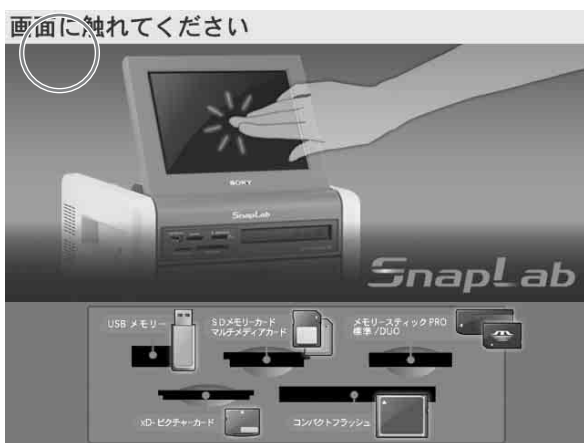 画面に触れてください
SONY
SnapLab
SnapLab
USB メモリー
SDメモリーカード
マルチメディアカード
メモリースティック PRO
標準 /DUO
xD-ピクチャーカード
コンパクトフラッシュ